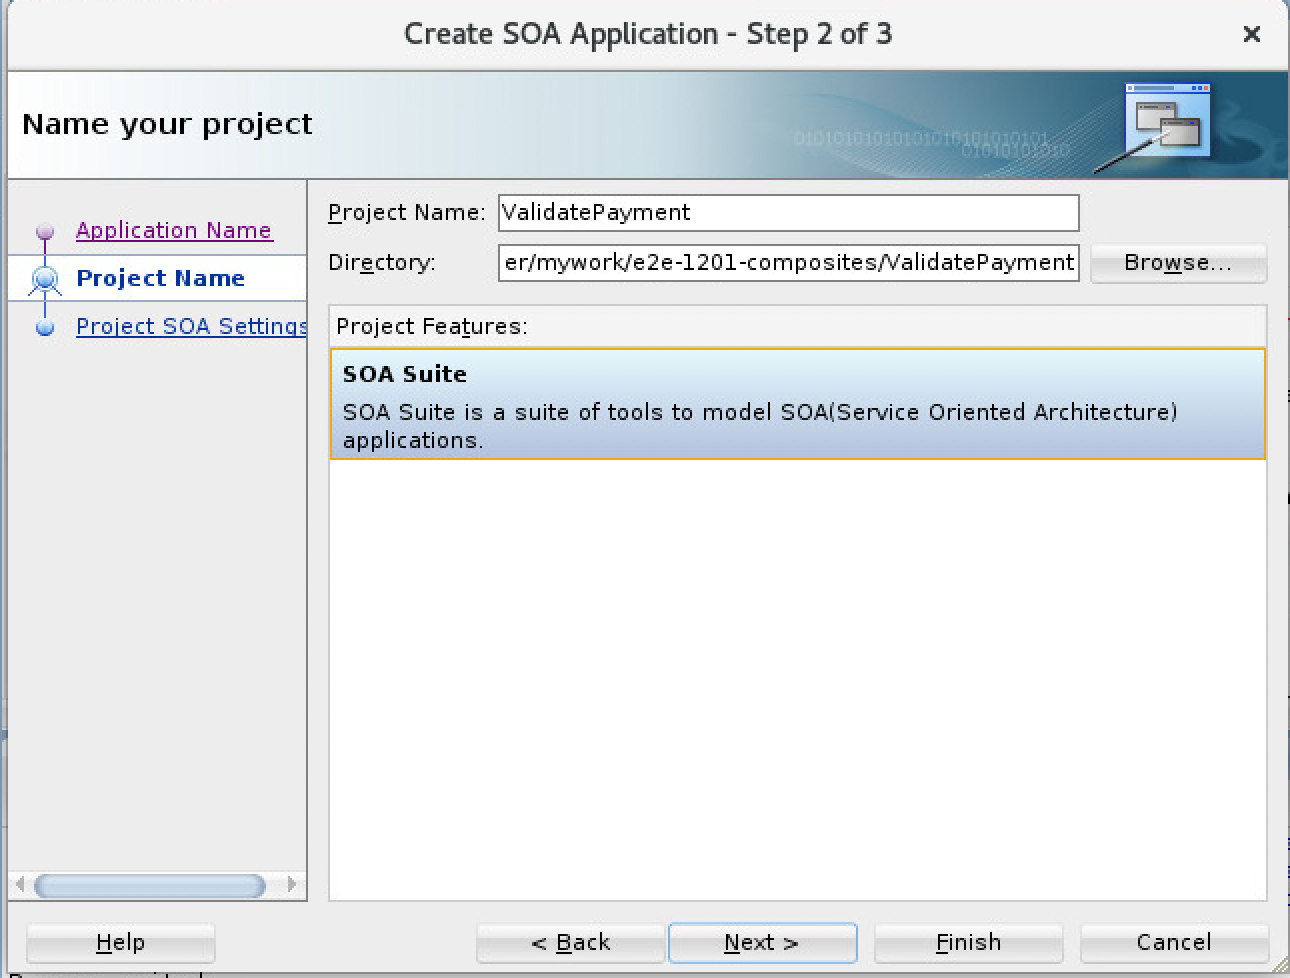 Create SOA Application - Step 2 of 3
Name your project
010101010101010101010101
01010101010
Application Name
Project Name
Project SOA Settings
Project Name: ValidatePayment
Directory: er/mywork/e2e-1201-composites/ValidatePayment Browse...
Project Features:
SOA Suite
SOA Suite is a suite of tools to model SOA(Service Oriented Architecture)
applications.
Help < Back Next > Finish Cancel